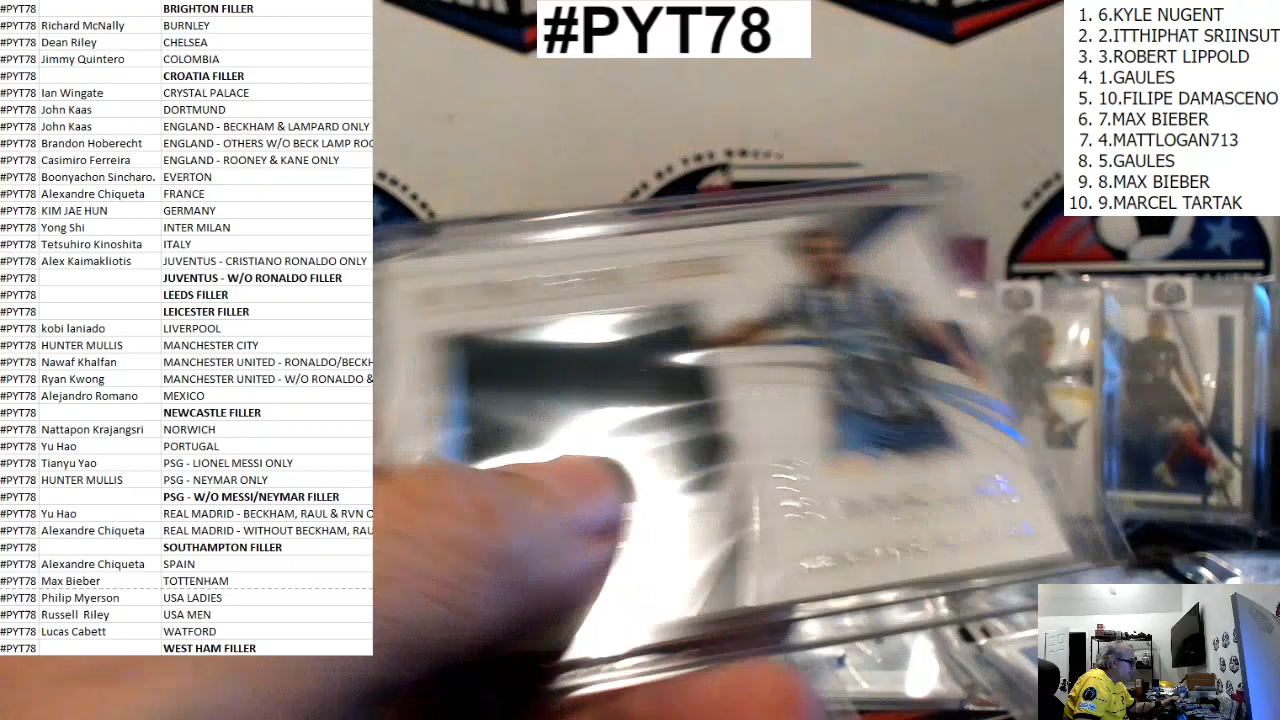 #PYT78 BRIGHTON FILLER
#PYT78 Richard McNally BURNLEY
#PYT78 Dean Riley CHELSEA
#PYT78 Jimmy Quintero COLOMBIA
#PYT78 CROATIA FILLER
#PYT78 Ian Wingate CRYSTAL PALACE
#PYT78 John Kaas DORTMUND
#PYT78 John Kaas ENGLAND - BECKHAM & LAMPARD ONLY
#PYT78 Brandon Hoberecht ENGLAND - OTHERS W/O BECK LAMP ROO
#PYT78 Casimiro Ferreira ENGLAND - ROONEY & KANE ONLY
#PYT78 Boonyachon Sincharo. EVERTON
#PYT78 Alexandre Chiqueta FRANCE
#PYT78 KIM JAE HUN GERMANY
#PYT78 Yong Shi INTER MILAN
#PYT78 Tetsuhiro Kinoshita ITALY
#PYT78 Alex Kaimakliotis JUVENTUS - CRISTIANO RONALDO ONLY
#PYT78 JUVENTUS - W/O RONALDO FILLER
#PYT78 LEEDS FILLER
#PYT78 LEICESTER FILLER
#PYT78 kobi laniado LIVERPOOL
#PYT78 HUNTER MULLIS MANCHESTER CITY
#PYT78 Nawaf Khalfan MANCHESTER UNITED - RONALDO/BECKH
#PYT78 Ryan Kwong MANCHESTER UNITED - W/O RONALDO &
#PYT78 Alejandro Romano MEXICO
#PYT78 NEWCASTLE FILLER
#PYT78 Nattapon Krajangsri NORWICH
#PYT78 Yu Hao PORTUGAL
#PYT78 Tianyu Yao PSG - LIONEL MESSI ONLY
#PYT78 HUNTER MULLIS PSG - NEYMAR ONLY
#PYT78 PSG - W/O MESSI/NEYMAR FILLER
#PYT78 Yu Hao REAL MADRID - BECKHAM, RAUL & RVN O
#PYT78 Alexandre Chiqueta REAL MADRID - WITHOUT BECKHAM, RAU
#PYT78 SOUTHAMPTON FILLER
#PYT78 Alexandre Chiqueta SPAIN
#PYT78 Max Bieber TOTTENHAM
#PYT78 Philip Myerson USA LADIES
#PYT78 Russell Riley USA MEN
#PYT78 Lucas Cabett WATFORD
#PYT78 WEST HAM FILLER
#PYT78
1. 6.KYLE NUGENT
2. 2.ITTHIPHAT SRIINSUT
3. 3.ROBERT LIPPOLD
4. 1.GAULES
5. 10.FILIPE DAMASCENO
6. 7.MAX BIEBER
7. 4.MATTLOGAN713
8. 5.GAULES
9. 8.MAX BIEBER
10. 9.MARCEL TARTAK